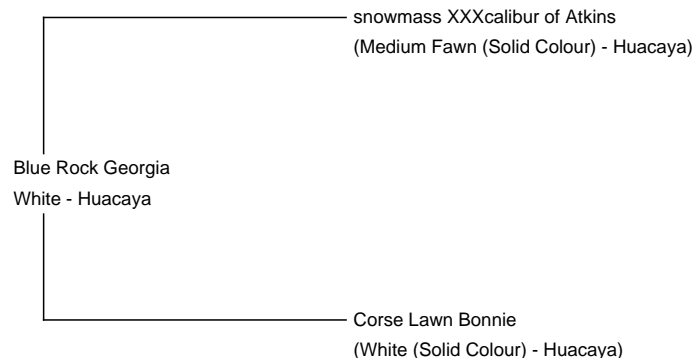 snowmass XXXcalibur of Atkins
(Medium Fawn (Solid Colour) - Huacaya)
Blue Rock Georgia
White - Huacaya
Corse Lawn Bonnie
(White (Solid Colour) - Huacaya)